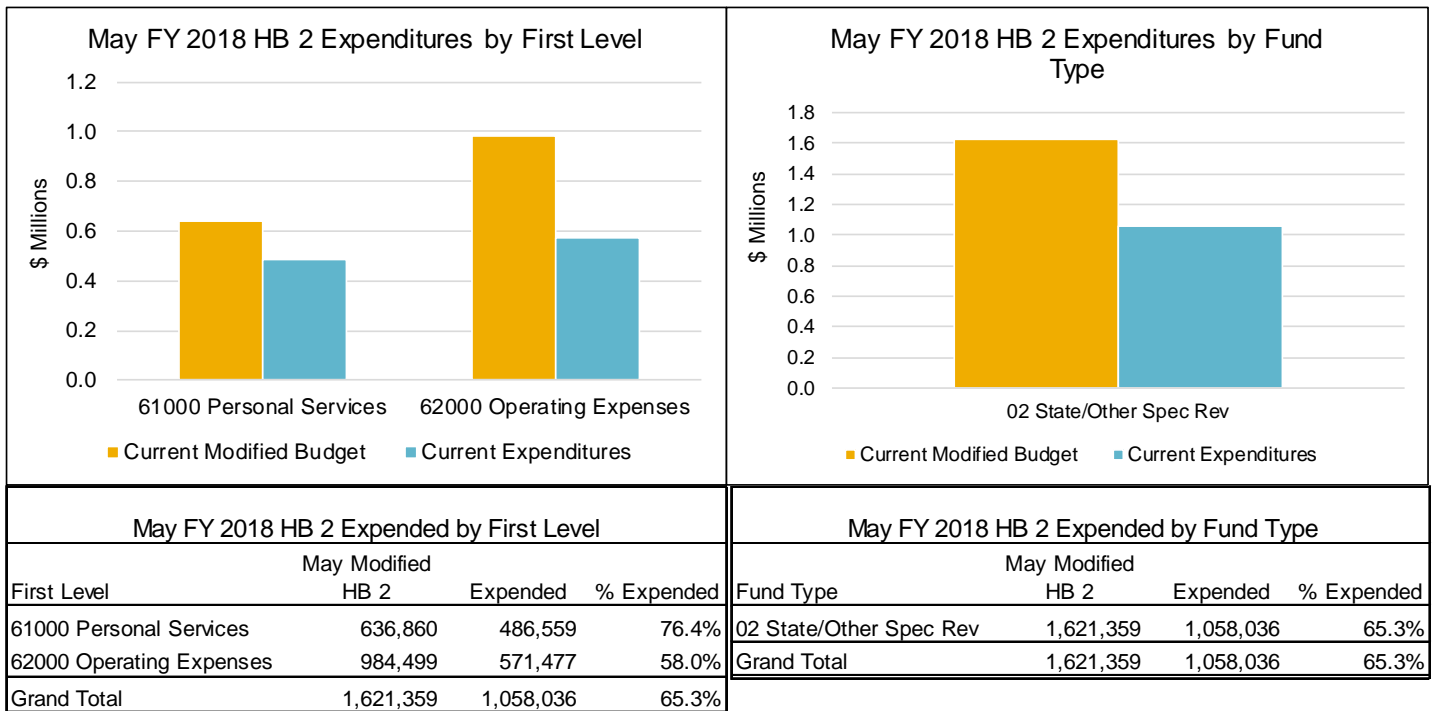 May FY 2018 HB 2 Expenditures by First Level
1.2
1.0
0.8
0.6
0.4
0.2
0.0
$ Millions
61000 Personal Services 62000 Operating Expenses
Current Modified Budget Current Expenditures
May FY 2018 HB 2 Expenditures by Fund
Type
1.8
1.6
1.4
1.2
1.0
0.8
0.6
0.4
0.2
0.0
$ Millions
02 State/Other Spec Rev
Current Modified Budget Current Expenditures
May FY 2018 HB 2 Expended by First Level
May Modified
First Level HB 2 Expended % Expended
61000 Personal Services 636,860 486,559 76.4%
62000 Operating Expenses 984,499 571,477 58.0%
Grand Total 1,621,359 1,058,036 65.3%
May FY 2018 HB 2 Expended by Fund Type
May Modified
Fund Type HB 2 Expended % Expended
02 State/Other Spec Rev 1,621,359 1,058,036 65.3%
Grand Total 1,621,359 1,058,036 65.3%